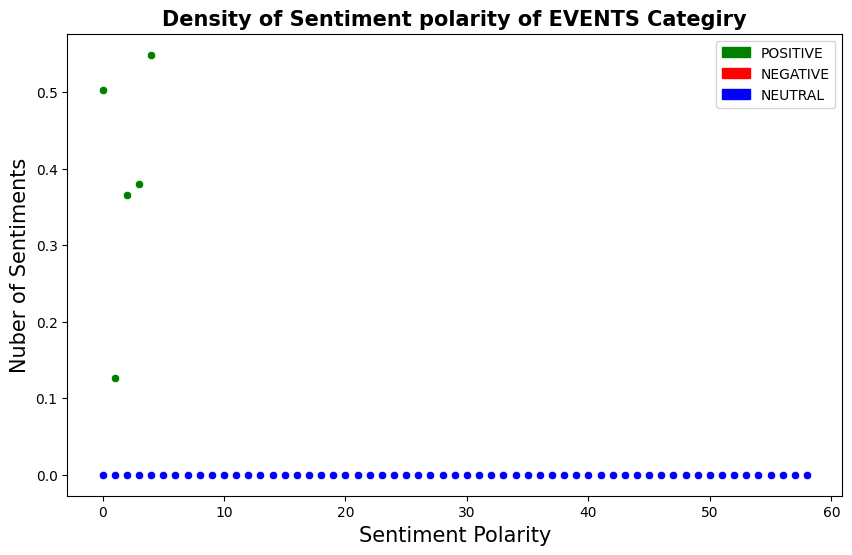 Density of Sentiment polarity of EVENTS Categiry
POSITIVE
NEGATIVE
NEUTRAL
Nuber of Sentiments
0.5
0.4
0.3
0.2
0.1
0.0
0 10 20 30 40 50 60
Sentiment Polarity